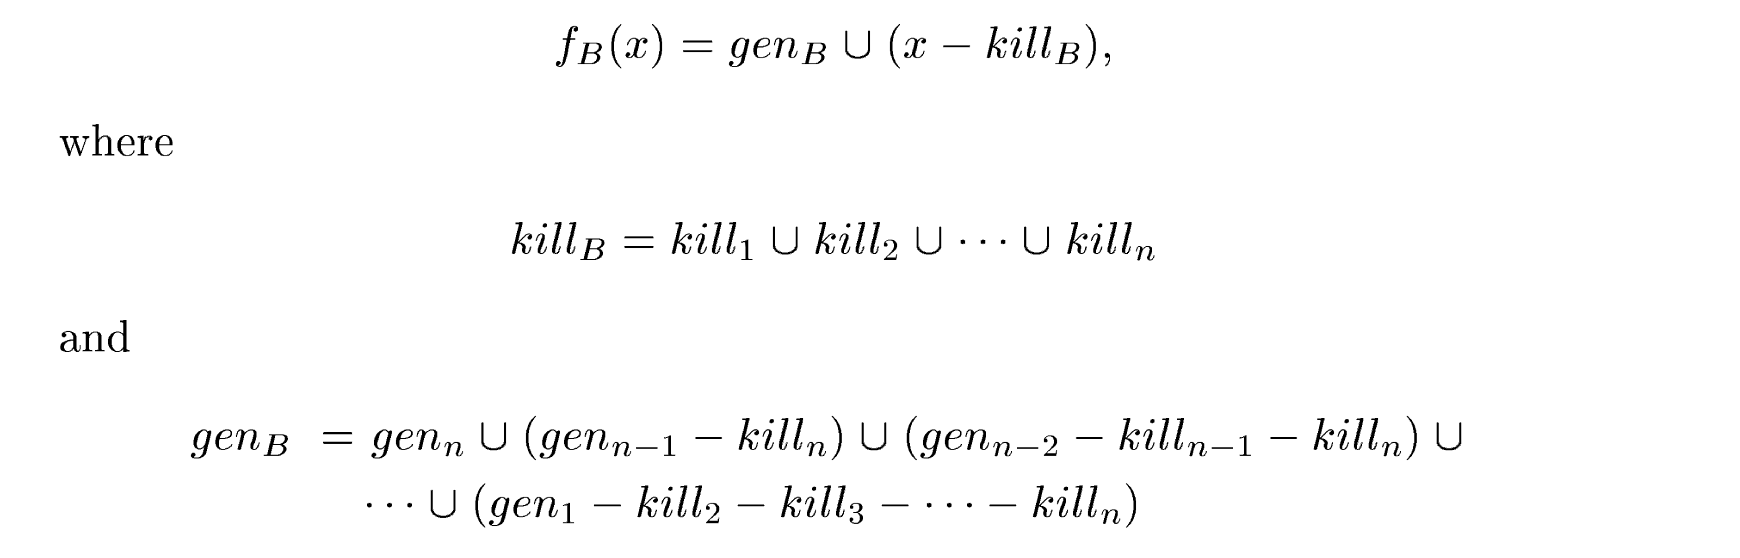 f_B(x) = gen_B ∪ (x − kill_B),
where
kill_B = kill_1 ∪ kill_2 ∪ ⋯ ∪ kill_n
and
gen_B = gen_n ∪ (gen_{n−1} − kill_n) ∪ (gen_{n−2} − kill_{n−1} − kill_n) ∪
⋯ ∪ (gen_1 − kill_2 − kill_3 − ⋯ − kill_n)